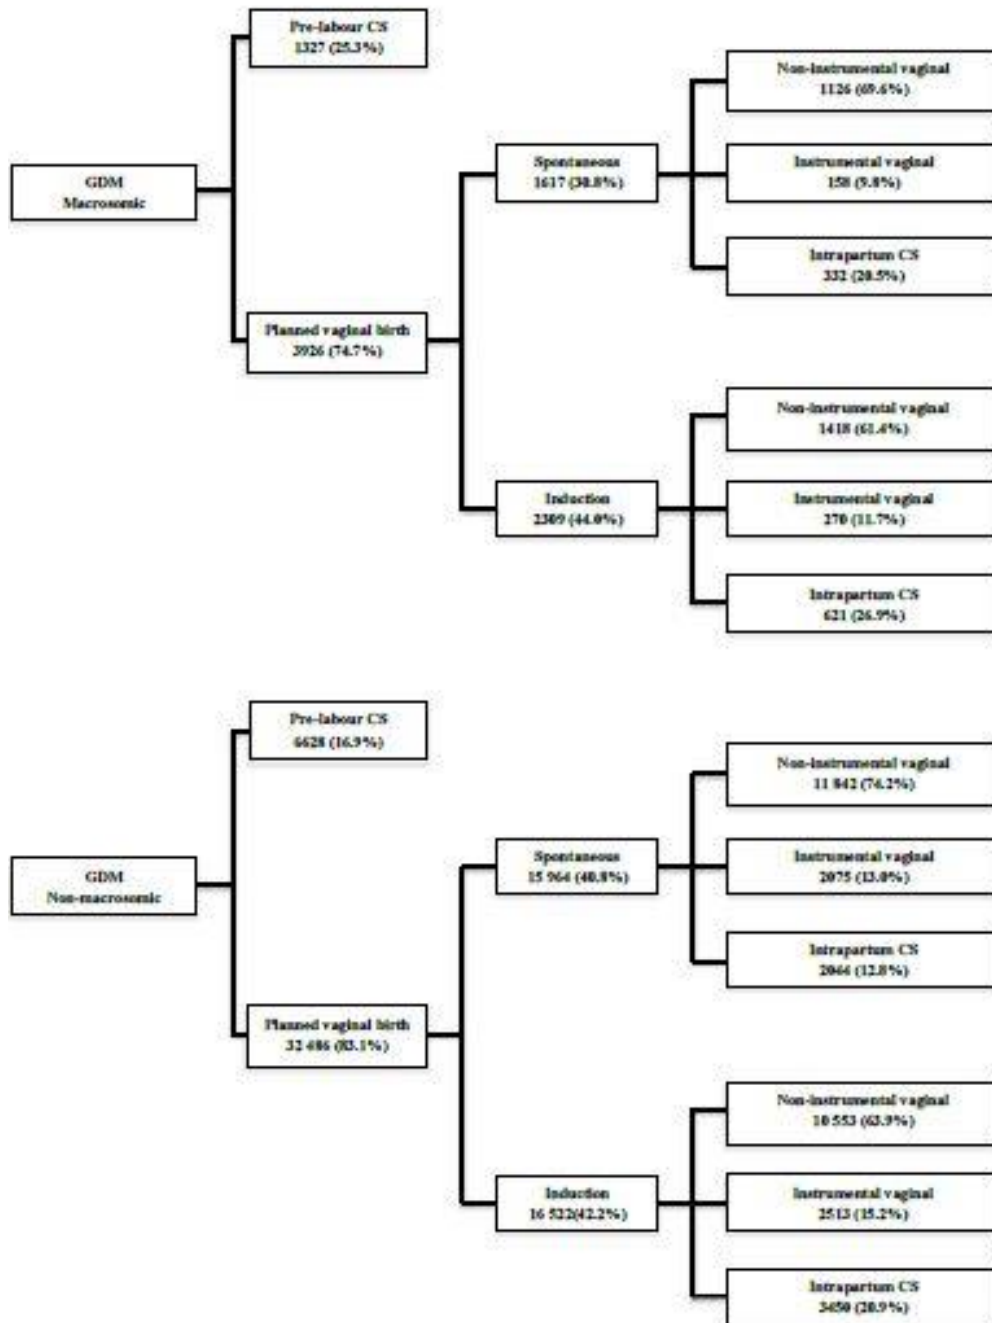 Pre-labour CS
1327 (25.3%)
Non-instrumental vaginal
1126 (69.6%)
Spontaneous
1617 (30.8%)
Instrumental vaginal
158 (9.8%)
GDM
Macrosomic
Intrapartum CS
332 (20.5%)
Planned vaginal birth
3926 (74.7%)
Non-instrumental vaginal
1418 (61.4%)
Induction
2309 (44.0%)
Instrumental vaginal
270 (11.7%)
Intrapartum CS
621 (26.9%)
Pre-labour CS
6628 (16.9%)
Non-instrumental vaginal
11 842 (74.2%)
Spontaneous
15 964 (40.8%)
Instrumental vaginal
2075 (13.0%)
GDM
Non-macrosomic
Intrapartum CS
(12.8%)
Planned vaginal birth
32 486 (83.1%)
Non-instrumental vaginal
10 553 (63.9%)
Induction
16 522(42.2%)
Instrumental vaginal
2513 (15.2%)
Intrapartum CS
3450 (20.9%)